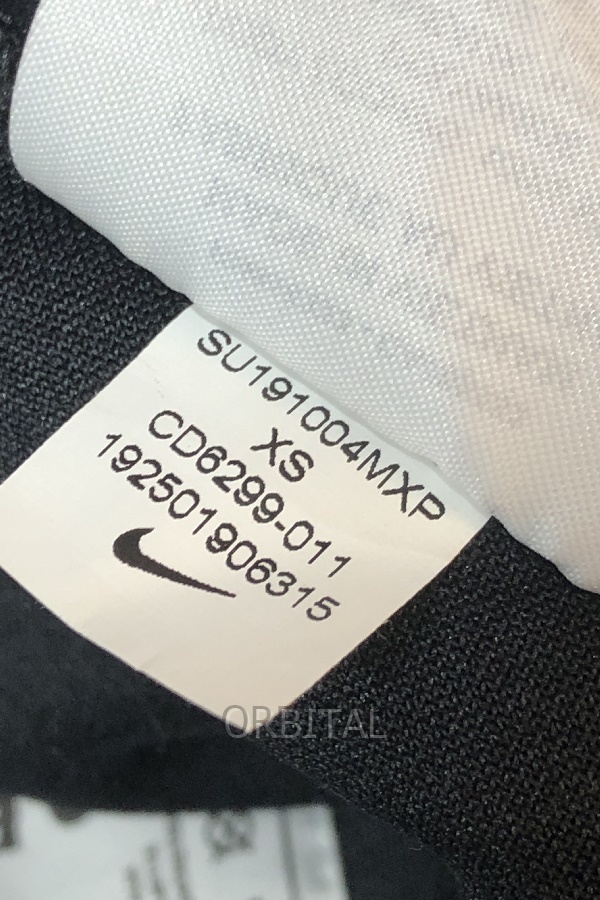 SU191004MXP
XS
CD6299-011
192501906315
ORBITAL